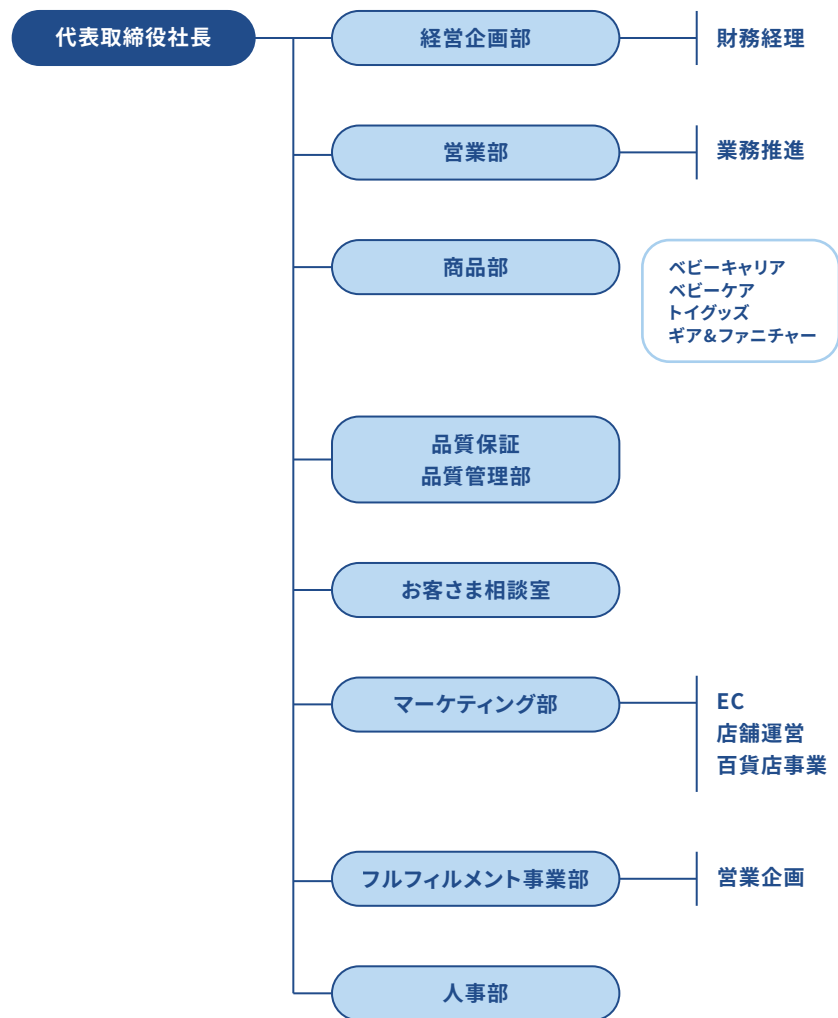 代表取締役社長
経営企画部
財務経理
営業部
業務推進
商品部
ベビーキャリア
ベビーケア
トイグッズ
ギア&ファニチャー
品質保証
品質管理部
お客さま相談室
マーケティング部
EC
店舗運営
百貨店事業
フルフィルメント事業部
営業企画
人事部